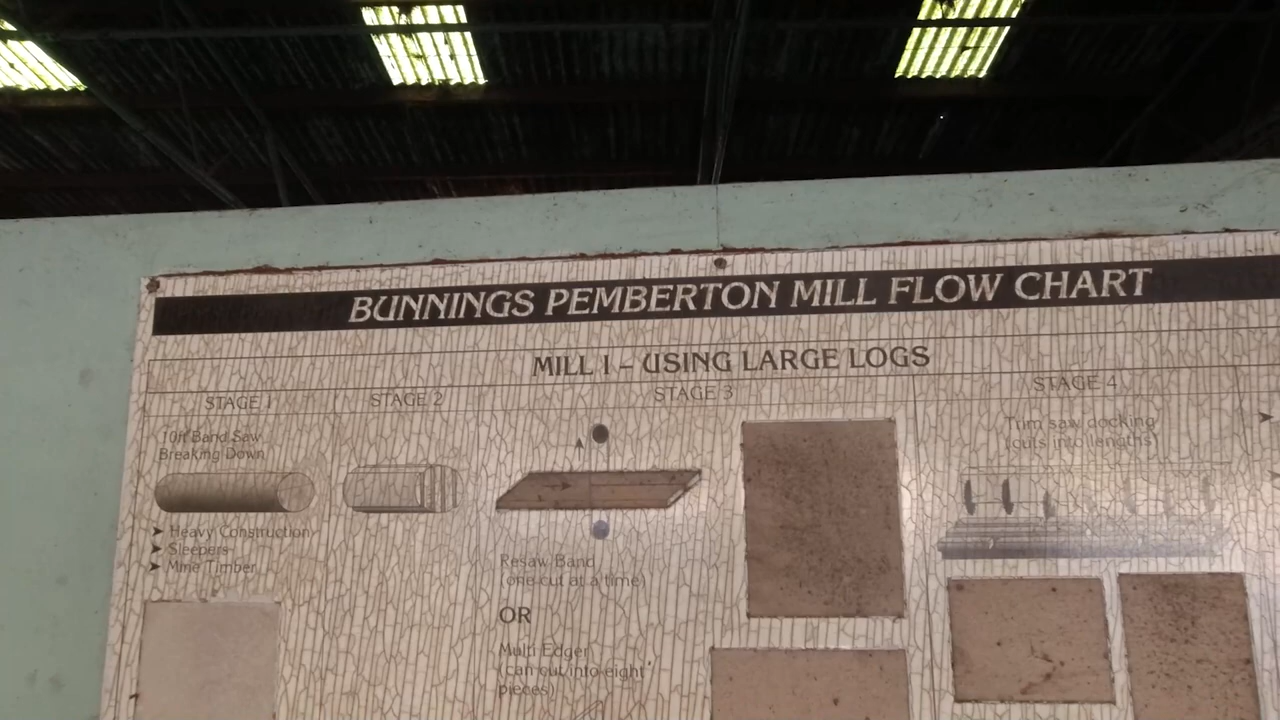 BUNNINGS PEMBERTON MILL FLOW CHART
MILL 1 – USING LARGE LOGS
STAGE 1
STAGE 2
STAGE 3
STAGE 4
10ft Band Saw
Breaking Down
➤ Heavy Construction
➤ Sleepers
➤ Mine Timber
Resaw Band
(one cut at a time)
OR
Multi Edger
(can cut into eight
pieces)
Trim saw docking
(cuts into lengths)